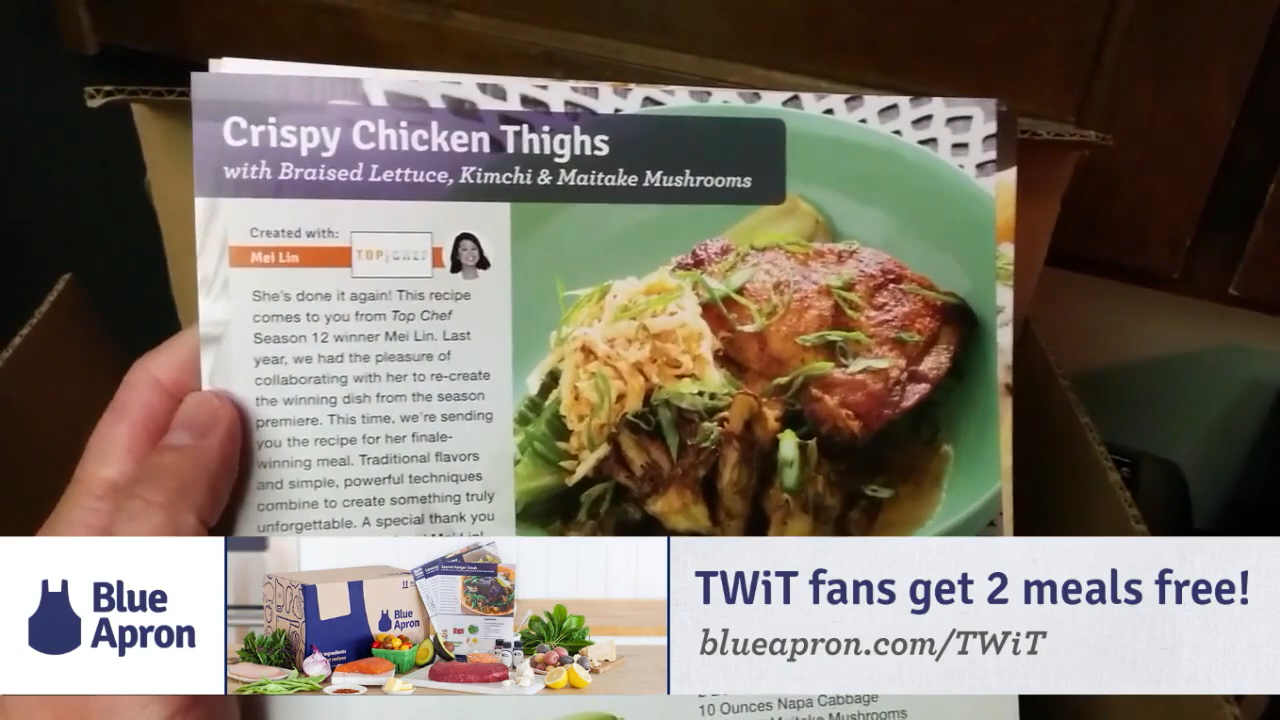 Crispy Chicken Thighs
with Braised Lettuce, Kimchi & Maitake Mushrooms
Created with:
Mei Lin
TOP CHEF
She's done it again! This recipe
comes to you from Top Chef
Season 12 winner Mei Lin. Last
year, we had the pleasure of
collaborating with her to re-create
the winning dish from the season
premiere. This time, we're sending
you the recipe for her finale-
winning meal. Traditional flavors
and simple, powerful techniques
combine to create something truly
unforgettable. A special thank you
Mei Lin!
Blue
Apron
Blue
Apron
TWiT fans get 2 meals free!
blueapron.com/TWiT
10 Ounces Napa Cabbage
Maitake Mushrooms